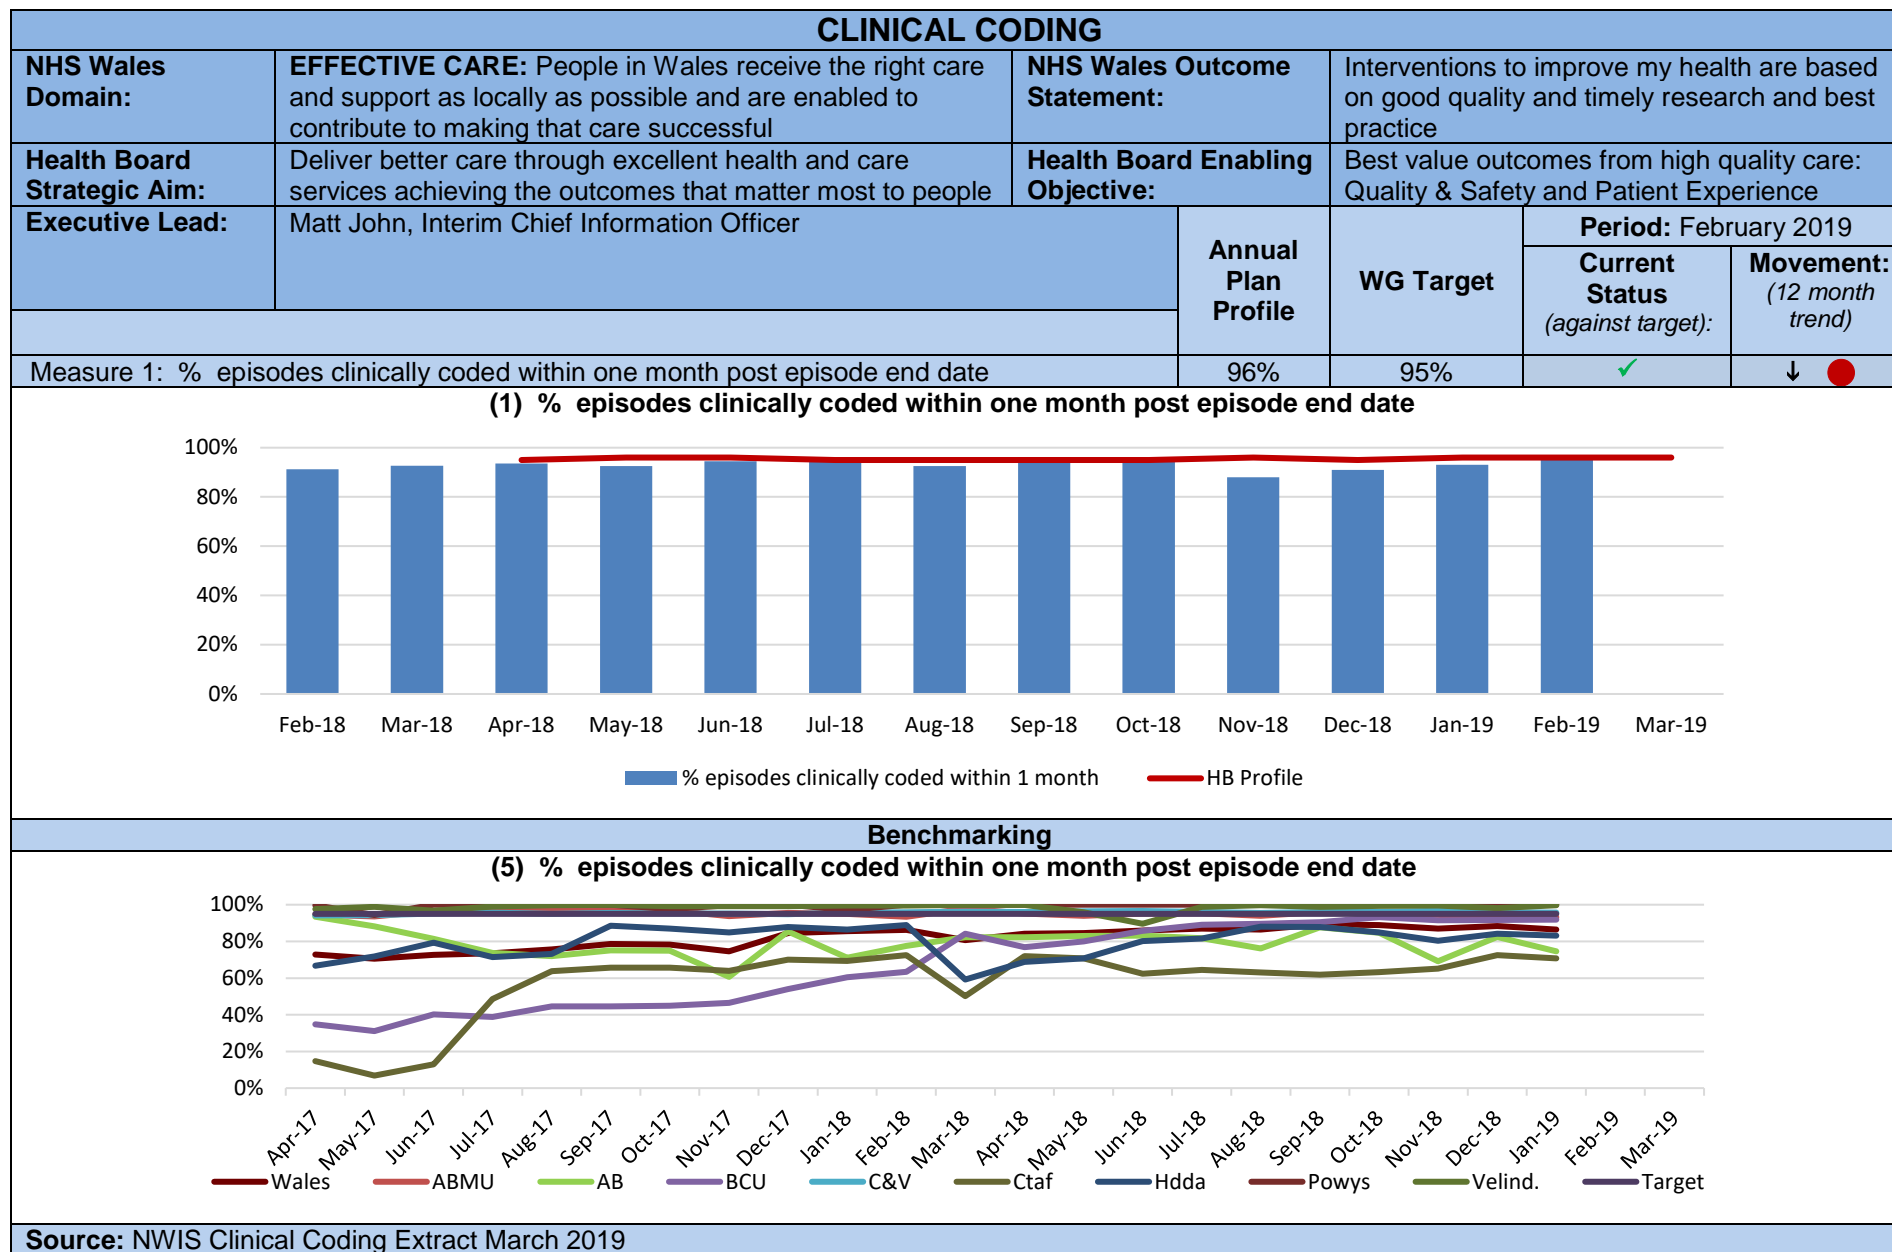 CLINICAL CODING
NHS Wales
Domain:
EFFECTIVE CARE: People in Wales receive the right care
and support as locally as possible and are enabled to
contribute to making that care successful
NHS Wales Outcome
Statement:
Interventions to improve my health are based
on good quality and timely research and best
practice
Health Board
Strategic Aim:
Deliver better care through excellent health and care
services achieving the outcomes that matter most to people
Health Board Enabling
Objective:
Best value outcomes from high quality care:
Quality & Safety and Patient Experience
Executive Lead:
Matt John, Interim Chief Information Officer
Annual
Plan
Profile
WG Target
Period: February 2019
Current
Status
(against target):
Movement:
(12 month
trend)
Measure 1: % episodes clinically coded within one month post episode end date
96%
95%
✓
↓
(1) % episodes clinically coded within one month post episode end date
100%
80%
60%
40%
20%
0%
Feb-18 Mar-18 Apr-18 May-18 Jun-18 Jul-18 Aug-18 Sep-18 Oct-18 Nov-18 Dec-18 Jan-19 Feb-19 Mar-19
% episodes clinically coded within 1 month HB Profile
Benchmarking
(5) % episodes clinically coded within one month post episode end date
100%
80%
60%
40%
20%
0%
Apr-17 May-17 Jun-17 Jul-17 Aug-17 Sep-17 Oct-17 Nov-17 Dec-17 Jan-18 Feb-18 Mar-18 Apr-18 May-18 Jun-18 Jul-18 Aug-18 Sep-18 Oct-18 Nov-18 Dec-18 Jan-19 Feb-19 Mar-19
Wales ABMU AB BCU C&V Ctaf Hdda Powys Velind. Target
Source: NWIS Clinical Coding Extract March 2019